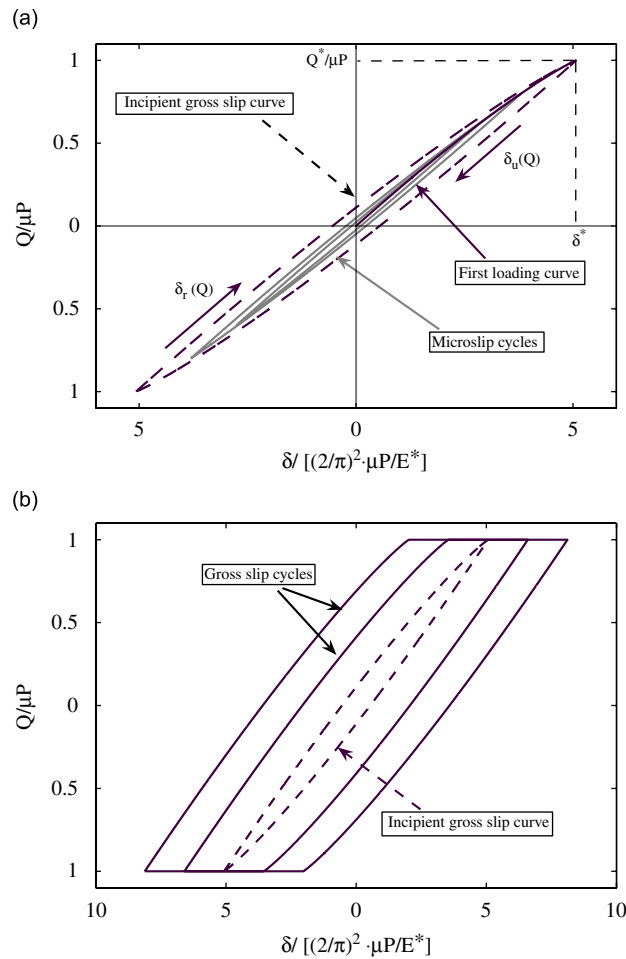 (a)
1
Q*/μP
Incipient gross slip curve
0.5
δu(Q)
Q/μP
0
δ*
First loading curve
δr (Q)
0.5
Microslip cycles
1
5
0
5
δ/ [(2/π)²·μP/E*]
(b)
1
Gross slip cycles
0.5
Q/μP
0
0.5
Incipient gross slip curve
1
10
5
0
5
10
δ/ [(2/π)² ·μP/E*]